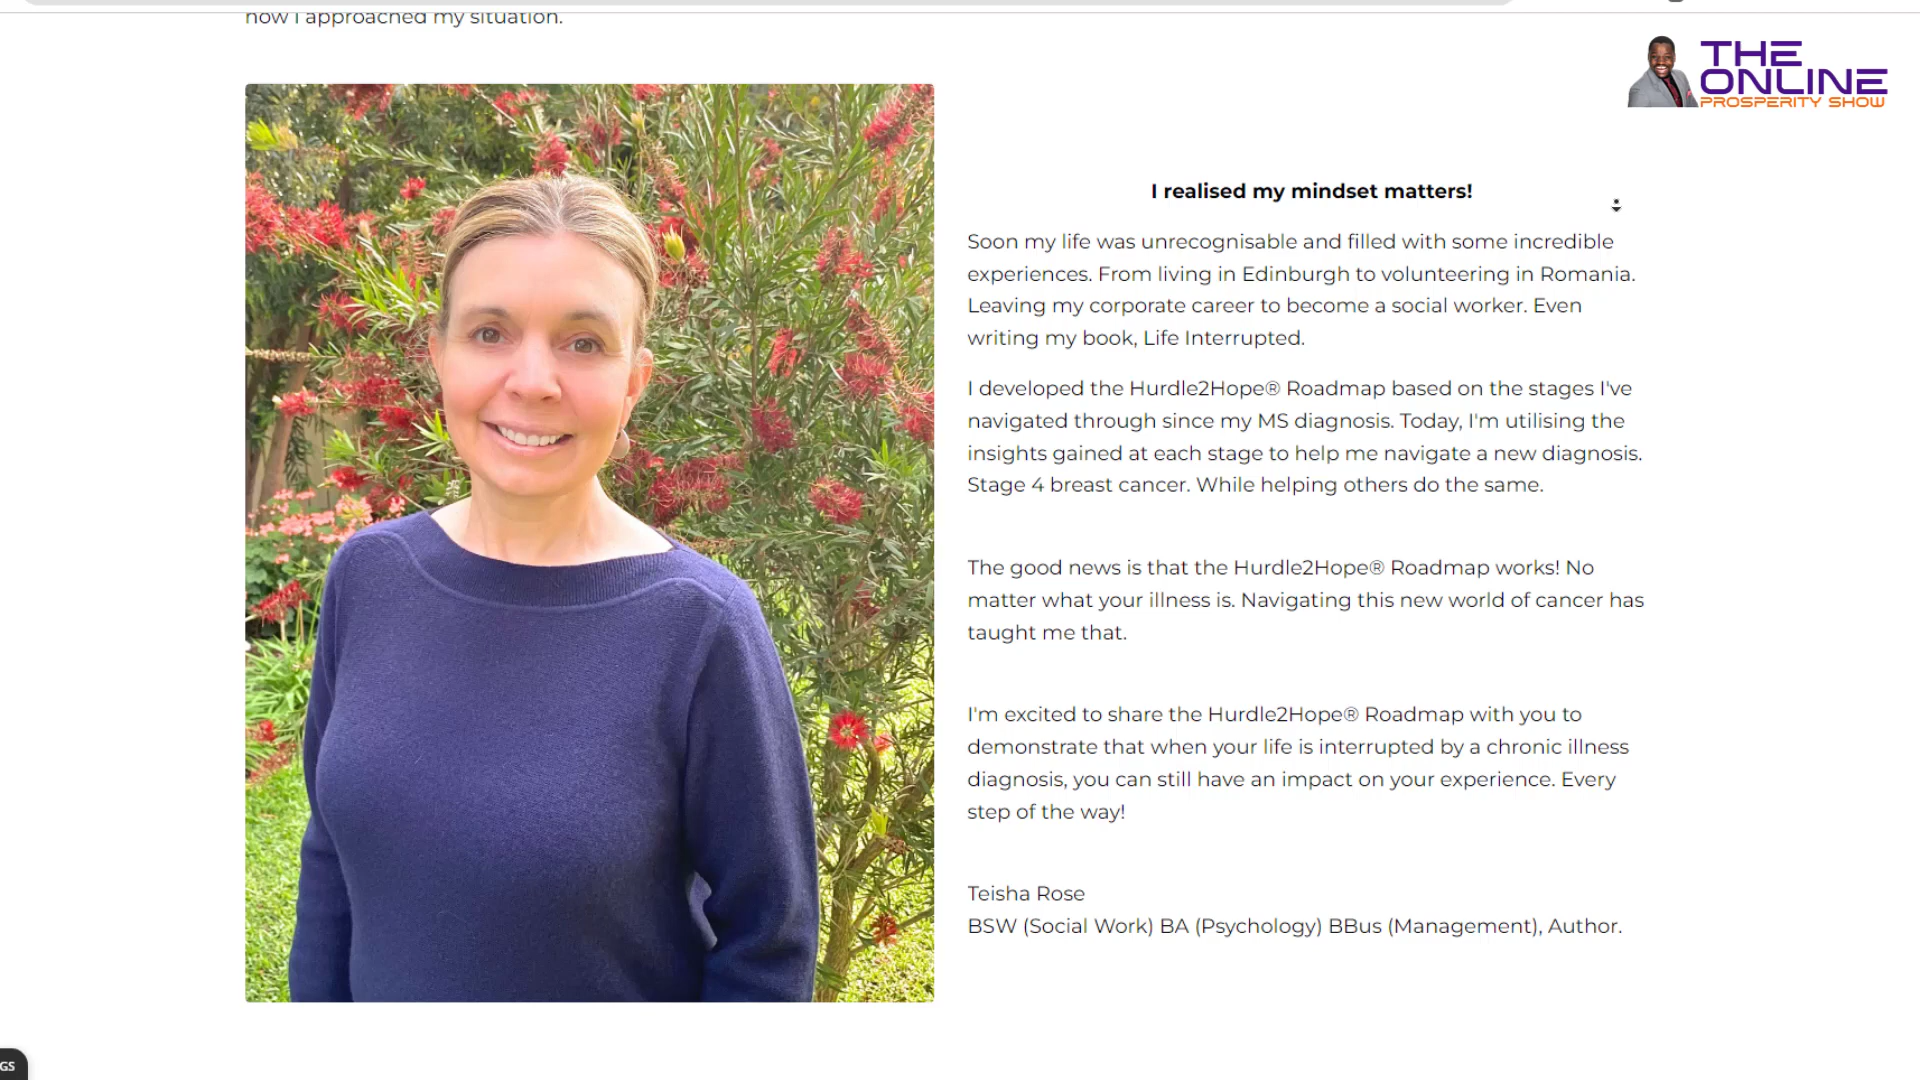 how I approached my situation.
THE
ONLINE
PROSPERITY SHOW
I realised my mindset matters!
Soon my life was unrecognisable and filled with some incredible
experiences. From living in Edinburgh to volunteering in Romania.
Leaving my corporate career to become a social worker. Even
writing my book, Life Interrupted.
I developed the Hurdle2Hope® Roadmap based on the stages I've
navigated through since my MS diagnosis. Today, I'm utilising the
insights gained at each stage to help me navigate a new diagnosis.
Stage 4 breast cancer. While helping others do the same.
The good news is that the Hurdle2Hope® Roadmap works! No
matter what your illness is. Navigating this new world of cancer has
taught me that.
I'm excited to share the Hurdle2Hope® Roadmap with you to
demonstrate that when your life is interrupted by a chronic illness
diagnosis, you can still have an impact on your experience. Every
step of the way!
Teisha Rose
BSW (Social Work) BA (Psychology) BBus (Management), Author.
GS